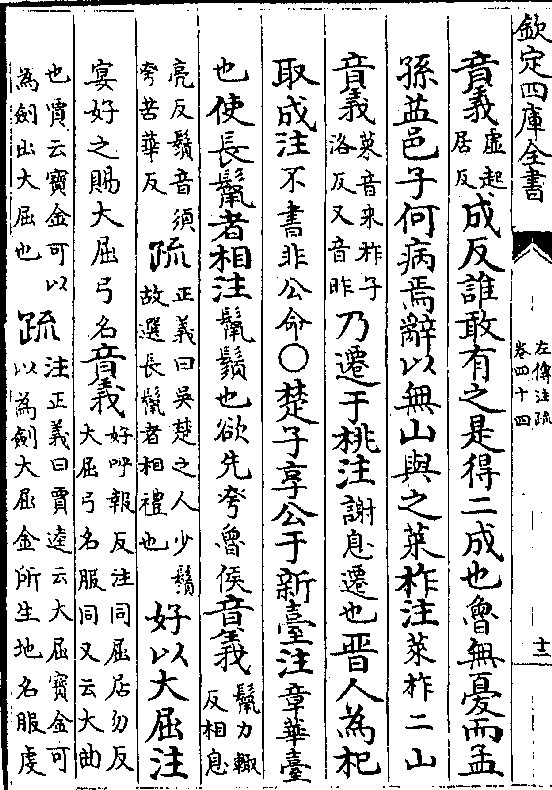 欽定四庫全書
左傳注疏
卷四十四
十二
音義虛起居反成反誰敢有之是得二成也魯無憂而孟
孫益邑子何病焉辭以無山與之萊柞注萊柞二山
音義萊音来柞子洛反又音昨乃遷于桃注謝息遷也晉人為杞
取成注不書非公命○楚子享公于新臺注章華臺
也使長鬛者相注鬛鬚也欲先夸魯侯音義鬛力輙反相息
亮反鬚音須夸苦華反疏正義曰吳楚之人少鬚故選長鬛者相禮也好以大屈注
宴好之賜大屈弓名音義好呼報反注同屈居勿反大屈弓名服同又云大曲
也賈云寶金可以為劒出大屈也疏注正義曰賈逵云大屈寶金可以為劒大屈金所生地名服虔